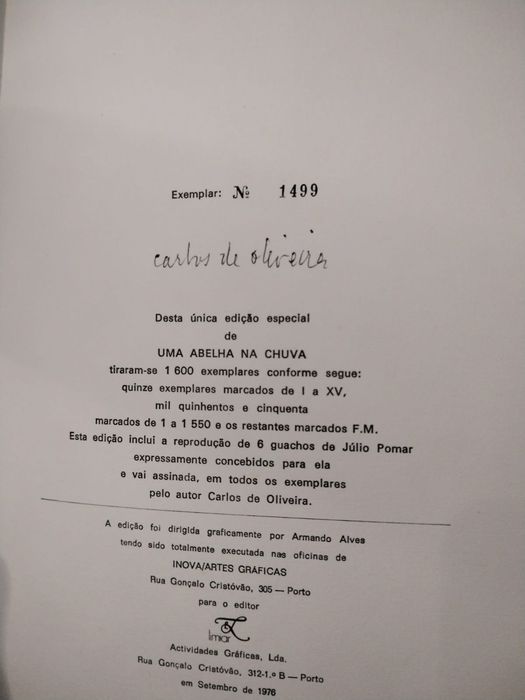 Exemplar: Nº 1499
carlos de oliveira
Desta única edição especial
de
UMA ABELHA NA CHUVA
tiraram-se 1 600 exemplares conforme segue:
quinze exemplares marcados de I a XV,
mil quinhentos e cinquenta
marcados de 1 a 1 550 e os restantes marcados F.M.
Esta edição inclui a reprodução de 6 guachos de Júlio Pomar
expressamente concebidos para ela
e vai assinada, em todos os exemplares
pelo autor Carlos de Oliveira.
A edição foi dirigida graficamente por Armando Alves
tendo sido totalmente executada nas oficinas de
INOVA/ARTES GRÁFICAS
Rua Gonçalo Cristóvão, 305 — Porto
para o editor
limar
Actividades Gráficas, Lda.
Rua Gonçalo Cristóvão, 312-1.º B — Porto
em Setembro de 1976